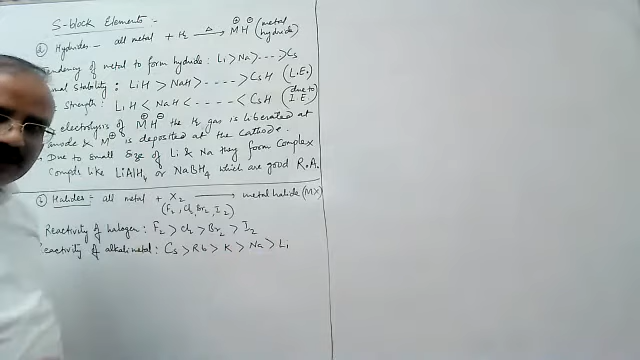 S-block Elements -
(d) Hydrides - all metal + H₂ —Δ→ M⊕ H⊖ (metal hydride)
Tendency of metal to form hydride : Li > Na > --- > Cs
mal stability : LiH > NaH > ---- > CsH (L.E.)
Strength : LiH < NaH < ----- < CsH (due to I.E.)
electrolysis of M⊕ H⊖ the H₂ gas is liberated at
anode & M⊕ is deposited at the cathode.
Due to small size of Li & Na they form complex
Compds like LiAlH₄ or NaBH₄ which are good R.A.
Halides = all metal + X₂ ⟶ metal halide (MX)
(F₂, Cl₂, Br₂, I₂)
Reactivity of halogen : F₂ > Cl₂ > Br₂ > I₂
eactivity of alkali metal : Cs > Rb > K > Na > Li